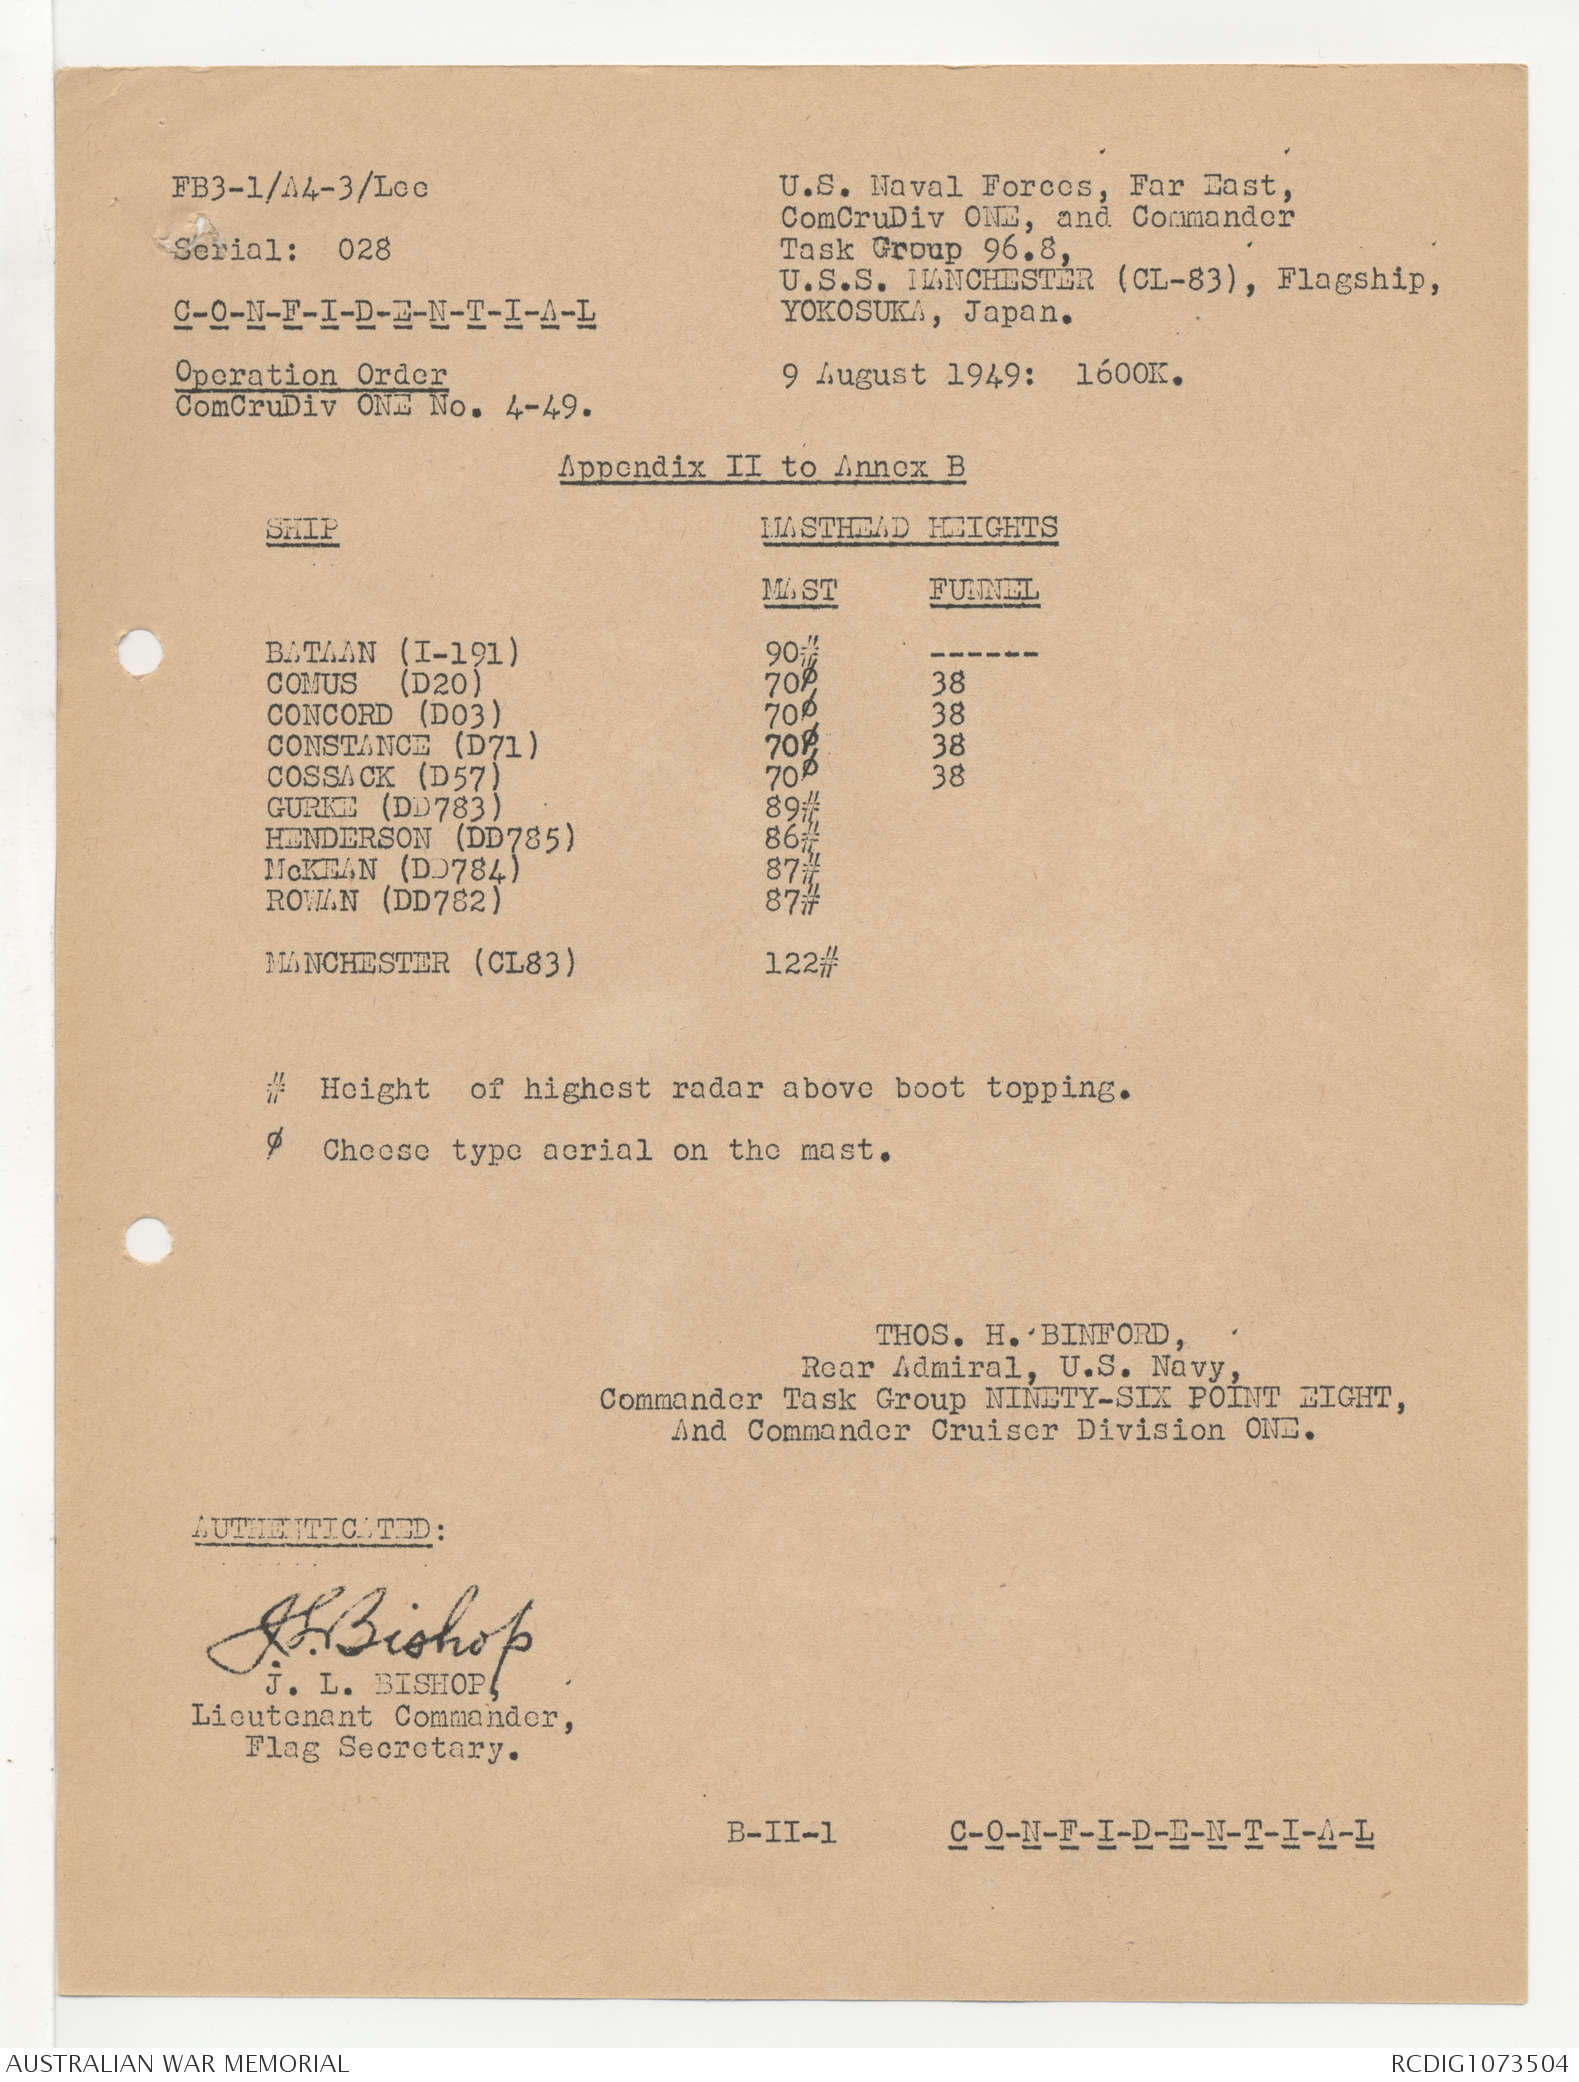 FB3-1/A4-3/Lee
Serial: 028
C-O-N-F-I-D-E-N-T-I-A-L
Operation Order
ComCruDiv ONE No. 4-49.
U.S. Naval Forces, Far East,
ComCruDiv ONE, and Commander
Task Group 96.8,
U.S.S. MANCHESTER (CL-83), Flagship,
YOKOSUKA, Japan.
9 August 1949: 1600K.
Appendix II to Annex B
SHIP MASTHEAD HEIGHTS
MAST FUNNEL
BATAAN (I-191) 90# ------
COMUS (D20) 70ø 38
CONCORD (D03) 70ø 38
CONSTANCE (D71) 70ø 38
COSSACK (D57) 70ø 38
GURKE (DD783) 89#
HENDERSON (DD785) 86#
McKEAN (DD784) 87#
ROWAN (DD782) 87#
MANCHESTER (CL83) 122#
# Height of highest radar above boot topping.
ø Cheese type aerial on the mast.
THOS. H. BINFORD,
Rear Admiral, U.S. Navy,
Commander Task Group NINETY-SIX POINT EIGHT,
And Commander Cruiser Division ONE.
AUTHENTICATED:
J.L. Bishop
J. L. BISHOP,
Lieutenant Commander,
Flag Secretary.
B-II-1 C-O-N-F-I-D-E-N-T-I-A-L
AUSTRALIAN WAR MEMORIAL RCDIG1073504